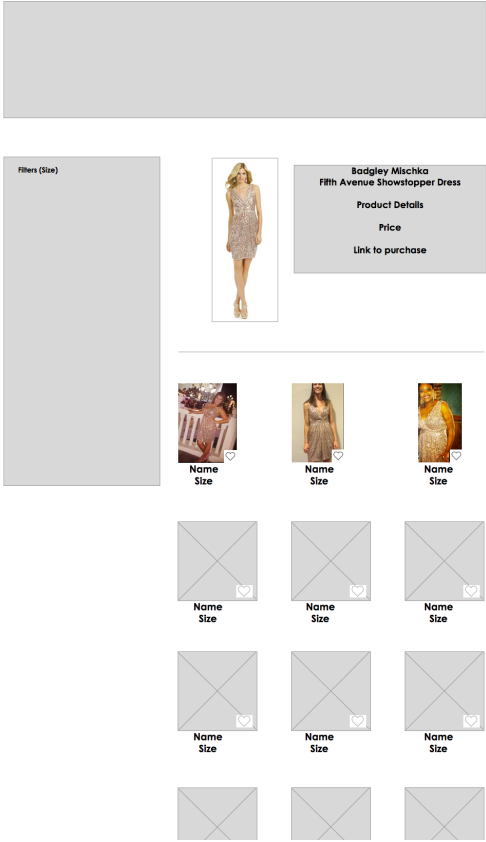 Filters (Size)
Badgley Mischka
Fifth Avenue Showstopper Dress
Product Details
Price
Link to purchase
Name
Size
Name
Size
Name
Size
Name
Size
Name
Size
Name
Size
Name
Size
Name
Size
Name
Size